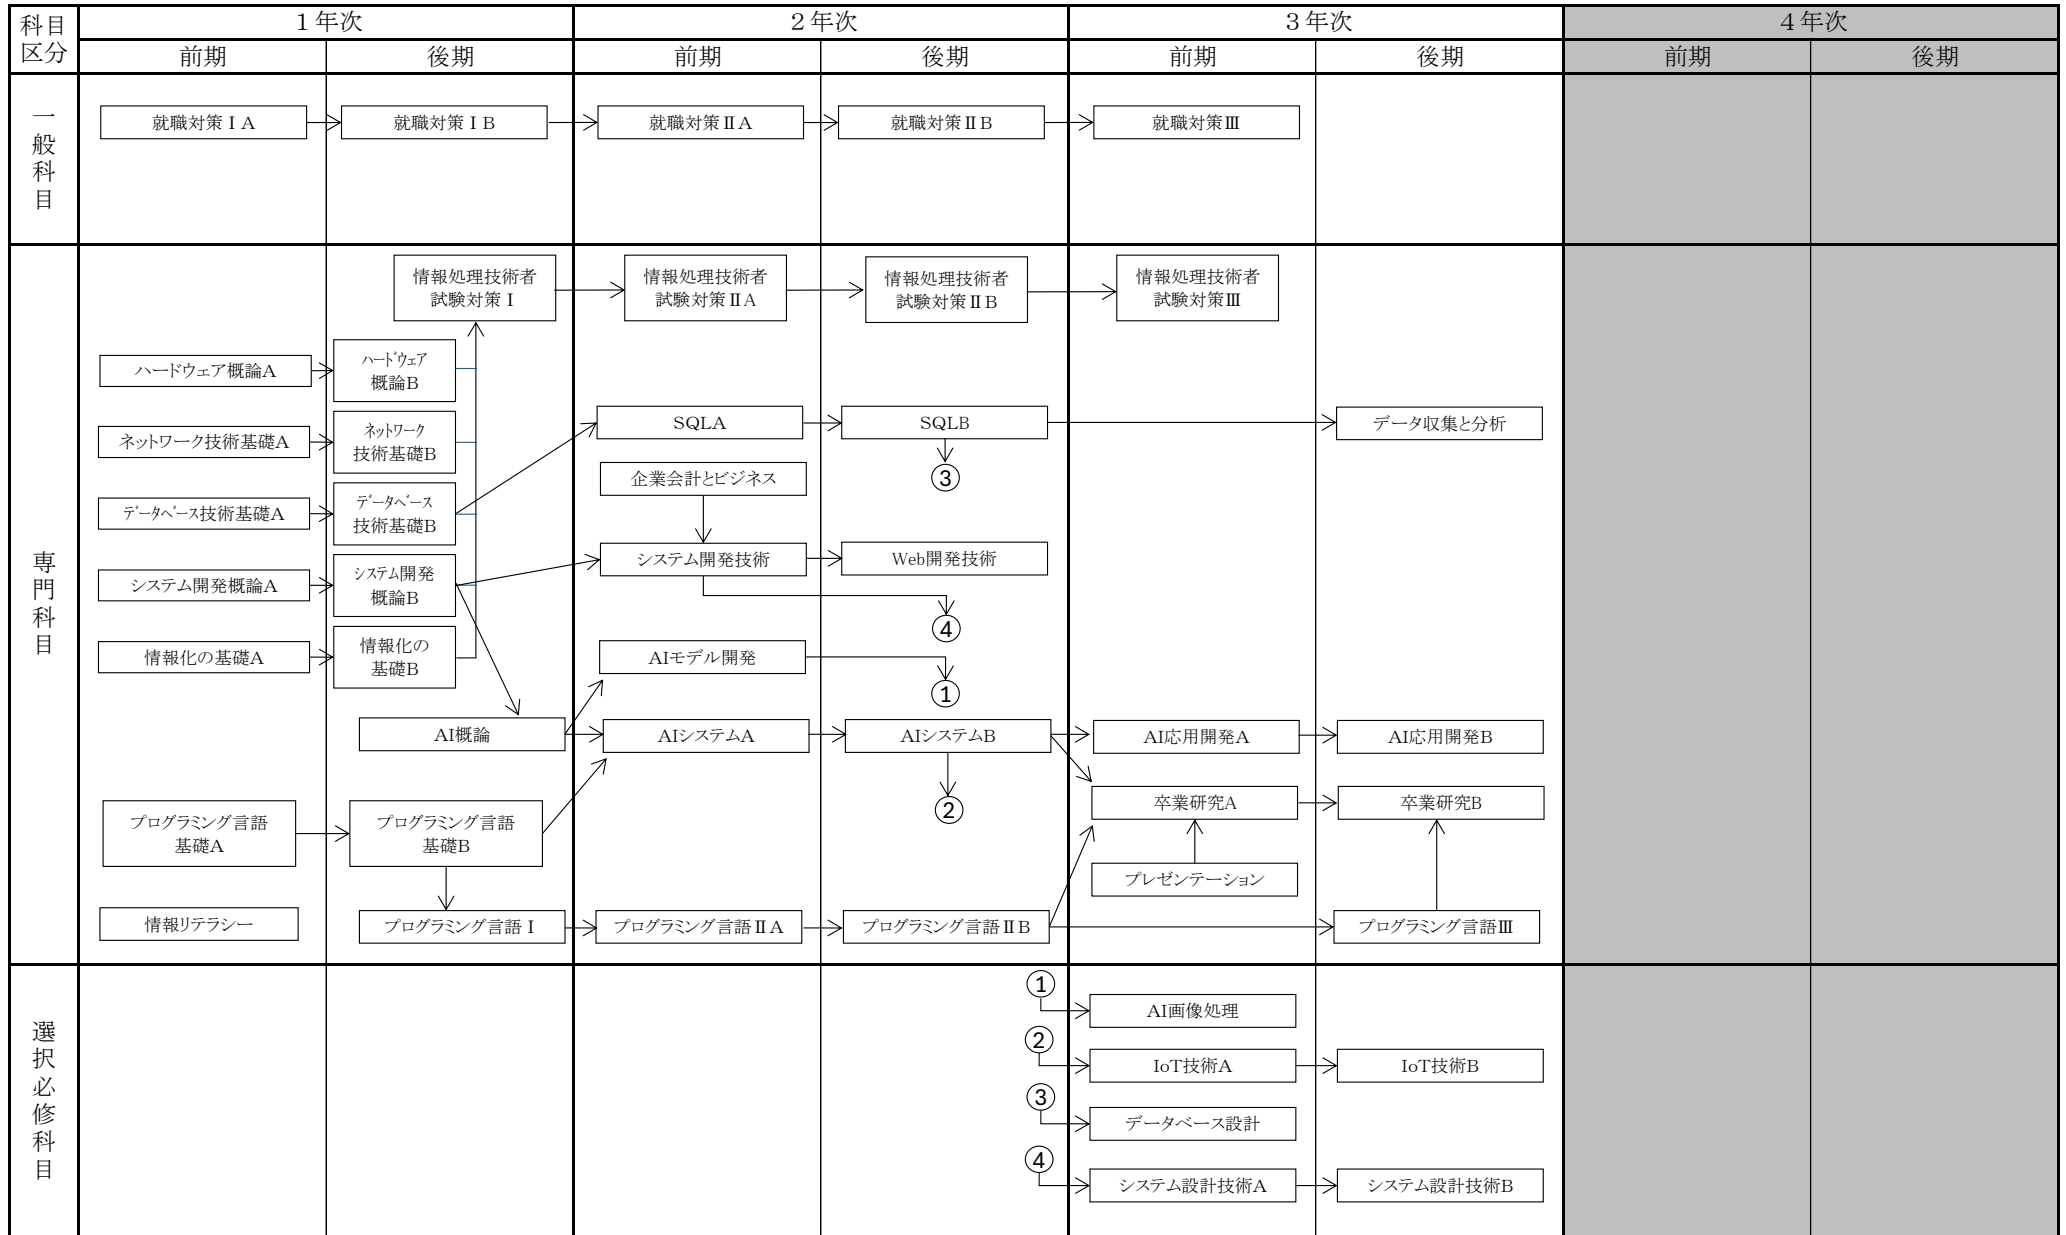 科目
区分
１年次
２年次
３年次
４年次
前期
後期
前期
後期
前期
後期
前期
後期
一般科目
就職対策ⅠA
就職対策ⅠB
就職対策ⅡA
就職対策ⅡB
就職対策Ⅲ
専門科目
情報処理技術者
試験対策Ⅰ
情報処理技術者
試験対策ⅡA
情報処理技術者
試験対策ⅡB
情報処理技術者
試験対策Ⅲ
ハードウェア概論A
ﾊｰﾄﾞｳｪｱ
概論B
ネットワーク技術基礎A
ﾈｯﾄﾜｰｸ
技術基礎B
SQLA
SQLB
データ収集と分析
③
企業会計とビジネス
ﾃﾞｰﾀﾍﾞｰｽ技術基礎A
ﾃﾞｰﾀﾍﾞｰｽ
技術基礎B
システム開発技術
Web開発技術
システム開発概論A
ｼｽﾃﾑ開発
概論B
④
情報化の基礎A
情報化の
基礎B
AIモデル開発
①
AI概論
AIシステムA
AIシステムB
AI応用開発A
AI応用開発B
②
卒業研究A
卒業研究B
プログラミング言語
基礎A
プログラミング言語
基礎B
プレゼンテーション
情報リテラシー
プログラミング言語Ⅰ
プログラミング言語ⅡA
プログラミング言語ⅡB
プログラミング言語Ⅲ
選択必修科目
①
AI画像処理
②
IoT技術A
IoT技術B
③
データベース設計
④
システム設計技術A
システム設計技術B